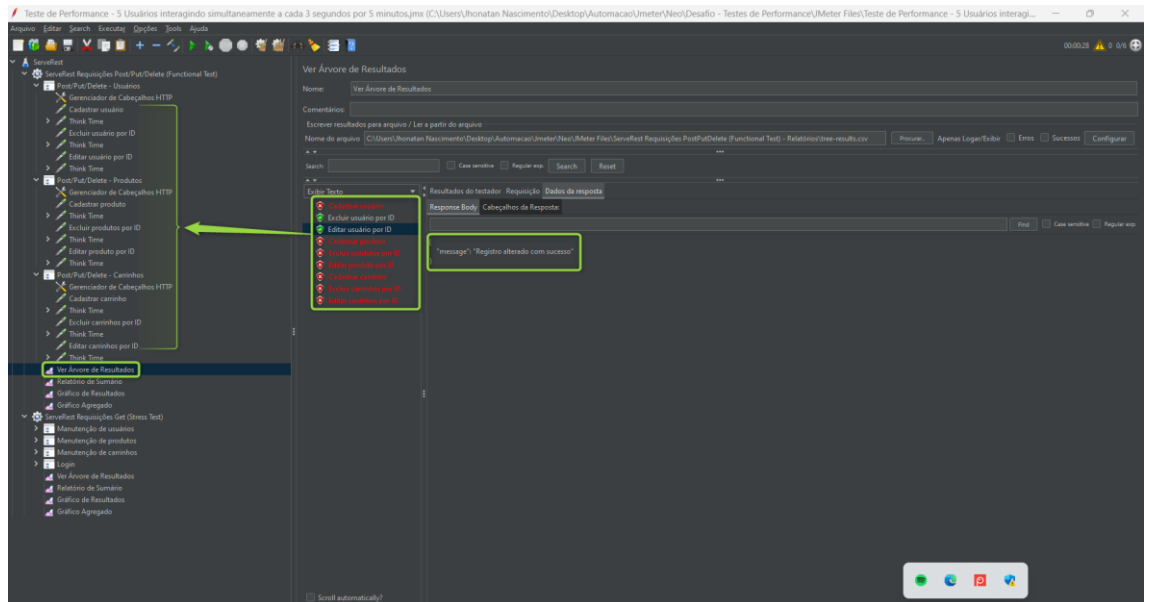 Teste de Performance - 5 Usuários interagindo simultaneamente a cada 3 segundos por 5 minutos.jmx (C:\Users\Jhonatan Nascimento\Desktop\Automacao\Jmeter\Neo\Desafio - Testes de Performance\JMeter Files\Teste de Performance - 5 Usuários interagi...
Arquivo Editar Search Executar Opções Tools Ajuda
00:00:28 0 0/6
ServeRest
ServeRest Requisições Post/Put/Delete (Functional Test)
Post/Put/Delete - Usuários
Gerenciador de Cabeçalhos HTTP
Cadastrar usuário
Think Time
Excluir usuário por ID
Think Time
Editar usuário por ID
Think Time
Post/Put/Delete - Produtos
Gerenciador de Cabeçalhos HTTP
Cadastrar produto
Think Time
Excluir produtos por ID
Think Time
Editar produto por ID
Think Time
Post/Put/Delete - Carrinhos
Gerenciador de Cabeçalhos HTTP
Cadastrar carrinho
Think Time
Excluir carrinhos por ID
Think Time
Editar carrinhos por ID
Think Time
Ver Árvore de Resultados
Relatório de Sumário
Gráfico de Resultados
Gráfico Agregado
ServeRest Requisições Get (Stress Test)
Manutenção de usuários
Manutenção de produtos
Manutenção de carrinhos
Login
Ver Árvore de Resultados
Relatório de Sumário
Gráfico de Resultados
Gráfico Agregado
Ver Árvore de Resultados
Nome: Ver Árvore de Resultados
Comentários:
Escrever resultados para arquivo / Ler a partir do arquivo
Nome do arquivo C:\Users\Jhonatan Nascimento\Desktop\Automacao\Jmeter\Neo\JMeter Files\ServeRest Requisições PostPutDelete (Functional Test) - Relatórios\tree-results.csv Procurar... Apenas Logar/Exibir Erros Sucessos Configurar
Search: Case sensitive Regular exp. Search Reset
Exibir Texto Resultados do testador Requisição Dados da resposta
Response Body Cabeçalhos da Resposta:
Find Case sensitive Regular exp.
Cadastrar usuário
Excluir usuário por ID
Editar usuário por ID
Cadastrar produto
Excluir produtos por ID
Editar produto por ID
Cadastrar carrinho
Excluir carrinhos por ID
Editar carrinhos por ID
{
"message": "Registro alterado com sucesso"
}
Scroll automatically?